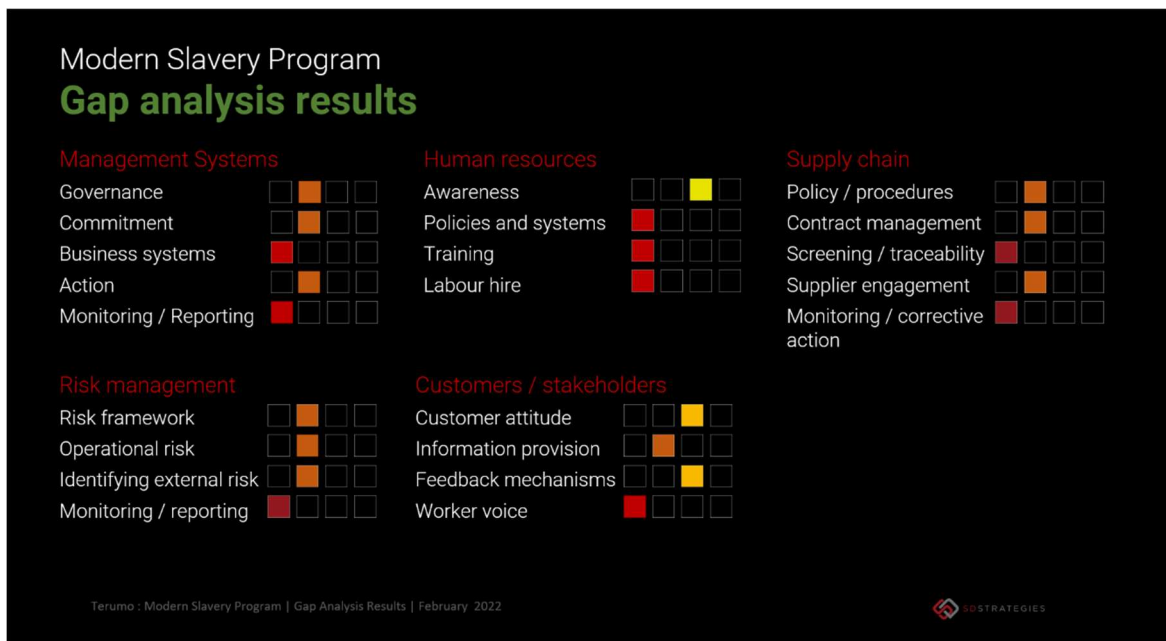 Modern Slavery Program
Gap analysis results
Management Systems
Governance
Commitment
Business systems
Action
Monitoring / Reporting
Human resources
Awareness
Policies and systems
Training
Labour hire
Supply chain
Policy / procedures
Contract management
Screening / traceability
Supplier engagement
Monitoring / corrective
action
Risk management
Risk framework
Operational risk
Identifying external risk
Monitoring / reporting
Customers / stakeholders
Customer attitude
Information provision
Feedback mechanisms
Worker voice
Terumo : Modern Slavery Program | Gap Analysis Results | February 2022
SDSTRATEGIES